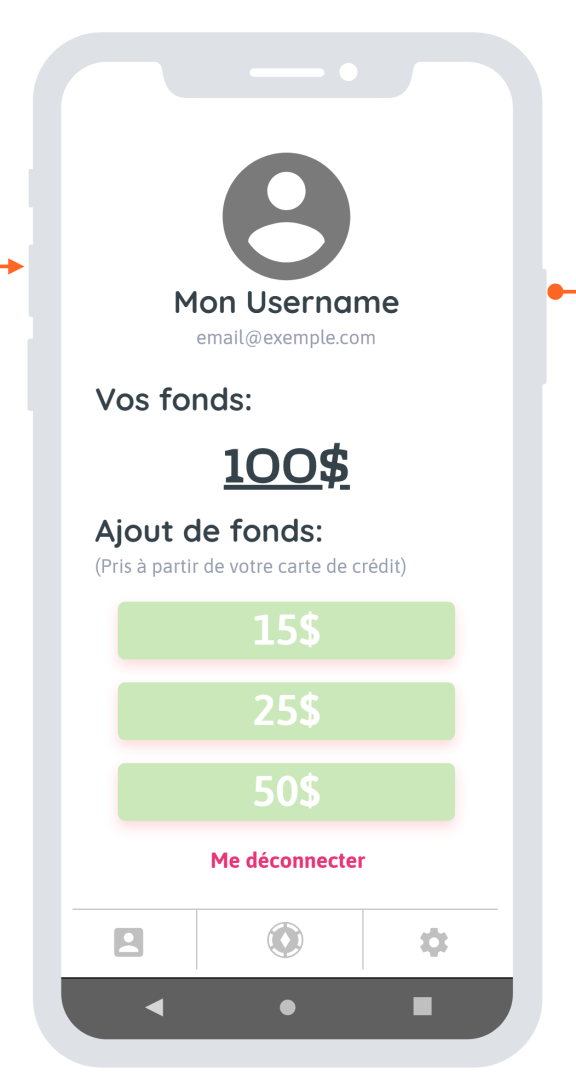 Mon Username
email@exemple.com
Vos fonds:
100$
Ajout de fonds:
(Pris à partir de votre carte de crédit)
15$
25$
50$
Me déconnecter